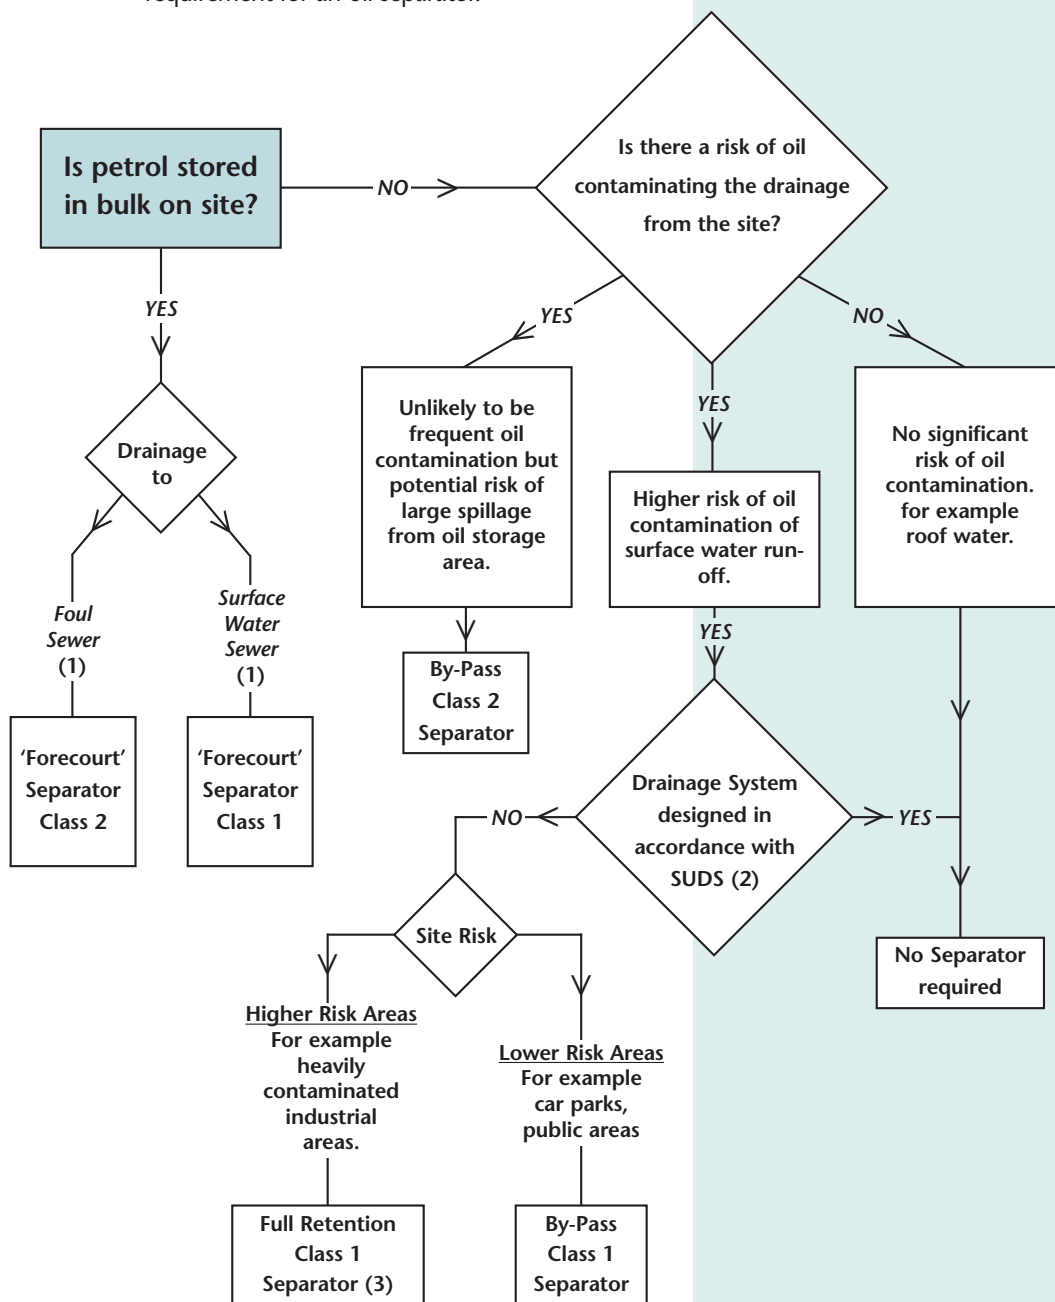 requirement for an oil separator.
Is petrol stored
in bulk on site?
NO
Is there a risk of oil
contaminating the drainage
from the site?
YES
YES
NO
YES
Drainage
to
Unlikely to be
frequent oil
contamination but
potential risk of
large spillage
from oil storage
area.
Higher risk of oil
contamination of
surface water run-
off.
No significant
risk of oil
contamination.
for example
roof water.
Foul
Sewer
(1)
Surface
Water
Sewer
(1)
YES
By-Pass
Class 2
Separator
'Forecourt'
Separator
Class 2
'Forecourt'
Separator
Class 1
Drainage System
designed in
accordance with
SUDS (2)
NO
YES
Site Risk
No Separator
required
Higher Risk Areas
For example
heavily
contaminated
industrial
areas.
Lower Risk Areas
For example
car parks,
public areas
Full Retention
Class 1
Separator (3)
By-Pass
Class 1
Separator